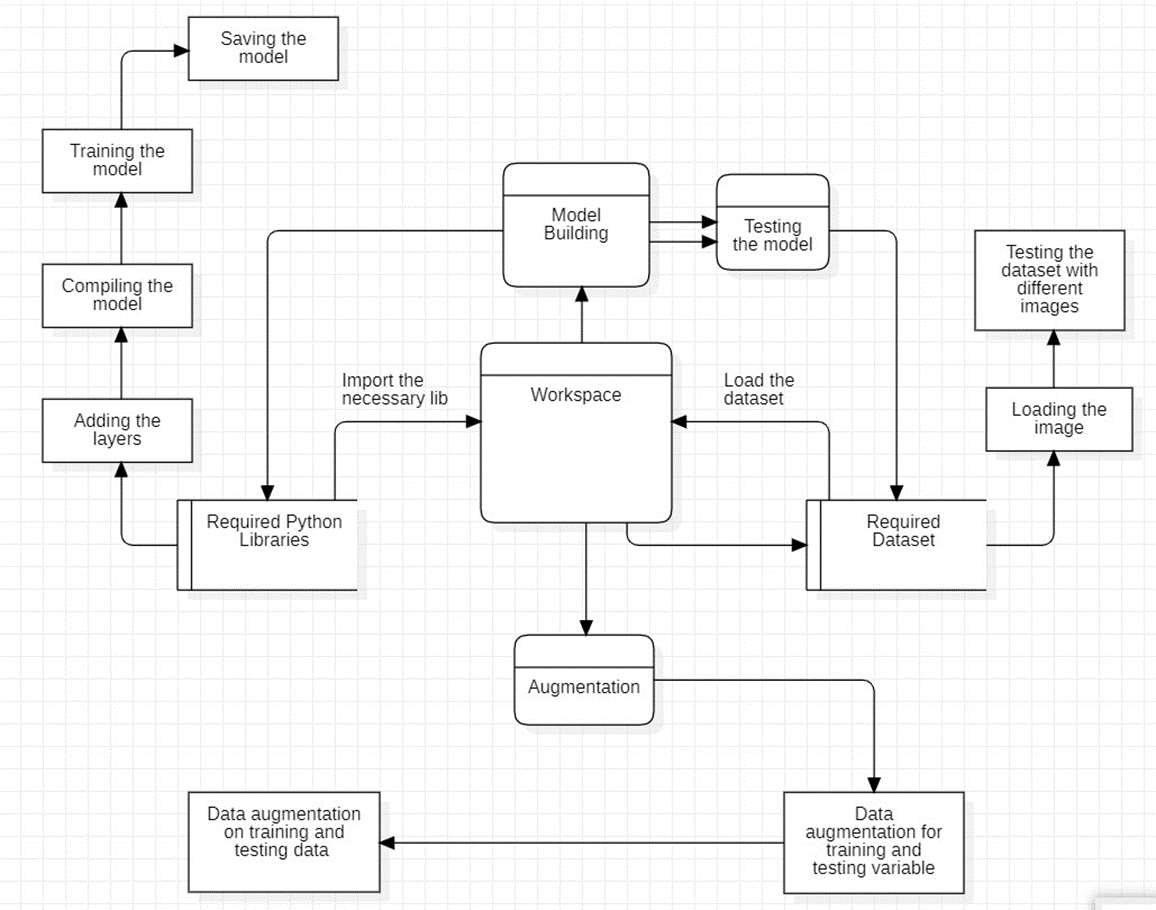 Saving the
model
Training the
model
Model
Building
Testing
the model
Testing the
dataset with
different
images
Compiling the
model
Import the
necessary lib
Workspace
Load the
dataset
Adding the
layers
Loading the
image
Required Python
Libraries
Required
Dataset
Augmentation
Data augmentation
on training and
testing data
Data
augmentation for
training and
testing variable